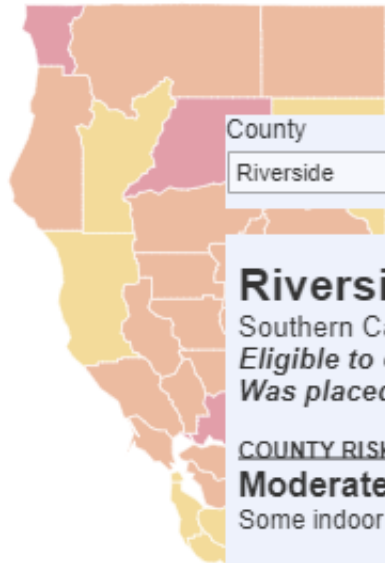 County
Riverside
Riversi
Southern Ca
Eligible to
Was placed
COUNTY RISK
Moderate
Some indoor